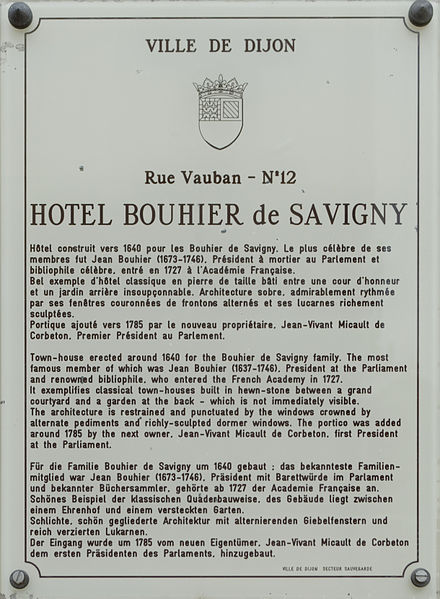 VILLE DE DIJON
Rue Vauban - N°12
HOTEL BOUHIER de SAVIGNY
Hôtel construit vers 1640 pour les Bouhier de Savigny. Le plus célèbre de ses
membres fut Jean Bouhier (1673-1746), Président à mortier au Parlement et
bibliophile célèbre, entré en 1727 à l'Académie Française.
Bel exemple d'hôtel classique en pierre de taille bâti entre une cour d'honneur
et un jardin arrière insoupçonnable. Architecture sobre, admirablement rythmée
par ses fenêtres couronnées de frontons alternés et ses lucarnes richement
sculptées.
Portique ajouté vers 1785 par le nouveau propriétaire, Jean-Vivant Micault de
Corbeton, Premier Président au Parlement.
Town-house erected around 1640 for the Bouhier de Savigny family. The most
famous member of which was Jean Bouhier (1637-1746), President at the Parliament
and renowned bibliophile, who entered the French Academy in 1727.
It exemplifies classical town-houses built in hewn-stone between a grand
courtyard and a garden at the back - which is not immediately visible.
The architecture is restrained and punctuated by the windows crowned by
alternate pediments and richly-sculpted dormer windows. The portico was added
around 1785 by the next owner, Jean-Vivant Micault de Corbeton, first President
at the Parliament.
Für die Familie Bouhier de Savigny um 1640 gebaut ; das bekannteste Familien-
mitglied war Jean Bouhier (1673-1746), Präsident mit Barettwürde im Parlament
und bekannter Büchersammler, gehörte ab 1727 der Academie Française an.
Schönes Beispiel der klassischen Quadenbauweise, des Gebäude liegt zwischen
einem Ehrenhof und einem versteckten Garten.
Schlichte, schön gegliederte Architektur mit alternierenden Giebelfenstern und
reich verzierten Lukarnen.
Der Eingang wurde um 1785 vom neuen Eigentümer, Jean-Vivant Micault de Corbeton
dem ersten Präsidenten des Parlaments, hinzugebaut.
VILLE DE DIJON SECTEUR SAUVEGARDE